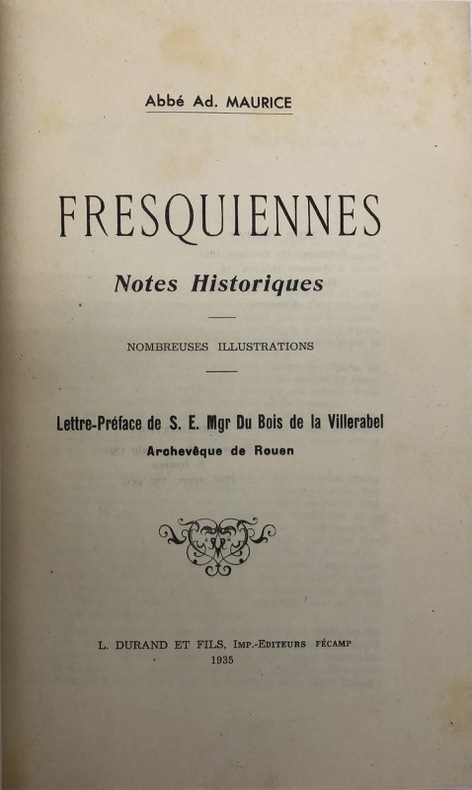 Abbé Ad. MAURICE
FRESQUIENNES
Notes Historiques
NOMBREUSES ILLUSTRATIONS
Lettre-Préface de S. E. Mgr Du Bois de la Villerabel
Archevêque de Rouen
L. DURAND ET FILS, IMP.-EDITEURS FÉCAMP
1935